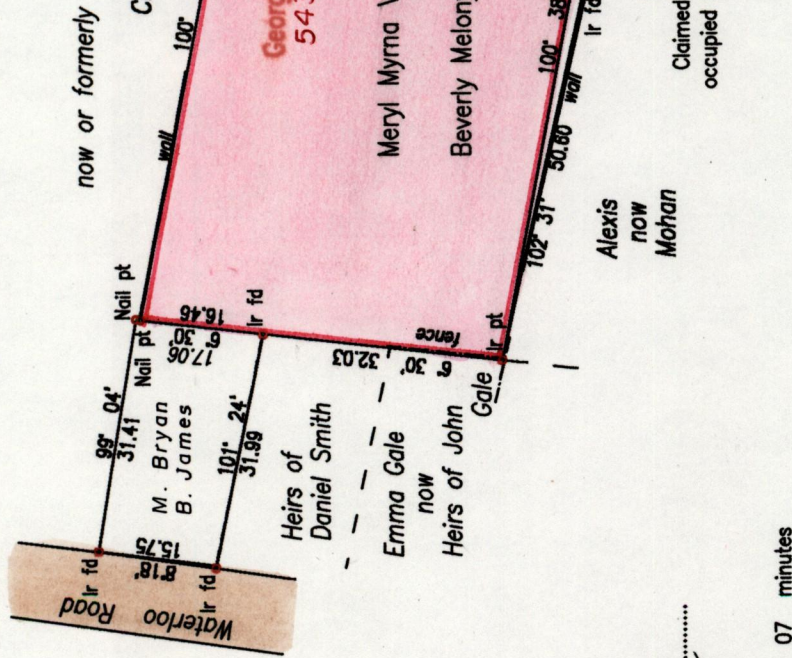 now or formerly
C
100°
wall
Georg
543
Meryl Myrna
Beverly Melony
100° 38
wall
Ir fd
Claimed
occupied
50.60
102° 31'
Alexis
now
Mohan
Nail pt
Nail pt
16.46
6° 30'
17.06
Ir fd
32.03
6° 30'
fence
Ir pt
99° 04'
31.41
M. Bryan
B. James
101° 24'
31.99
Heirs of
Daniel Smith
Emma Gale
now
Heirs of John
Gale
15.75
8°18'
Ir fd
Ir fd
Waterloo Road
07 minutes